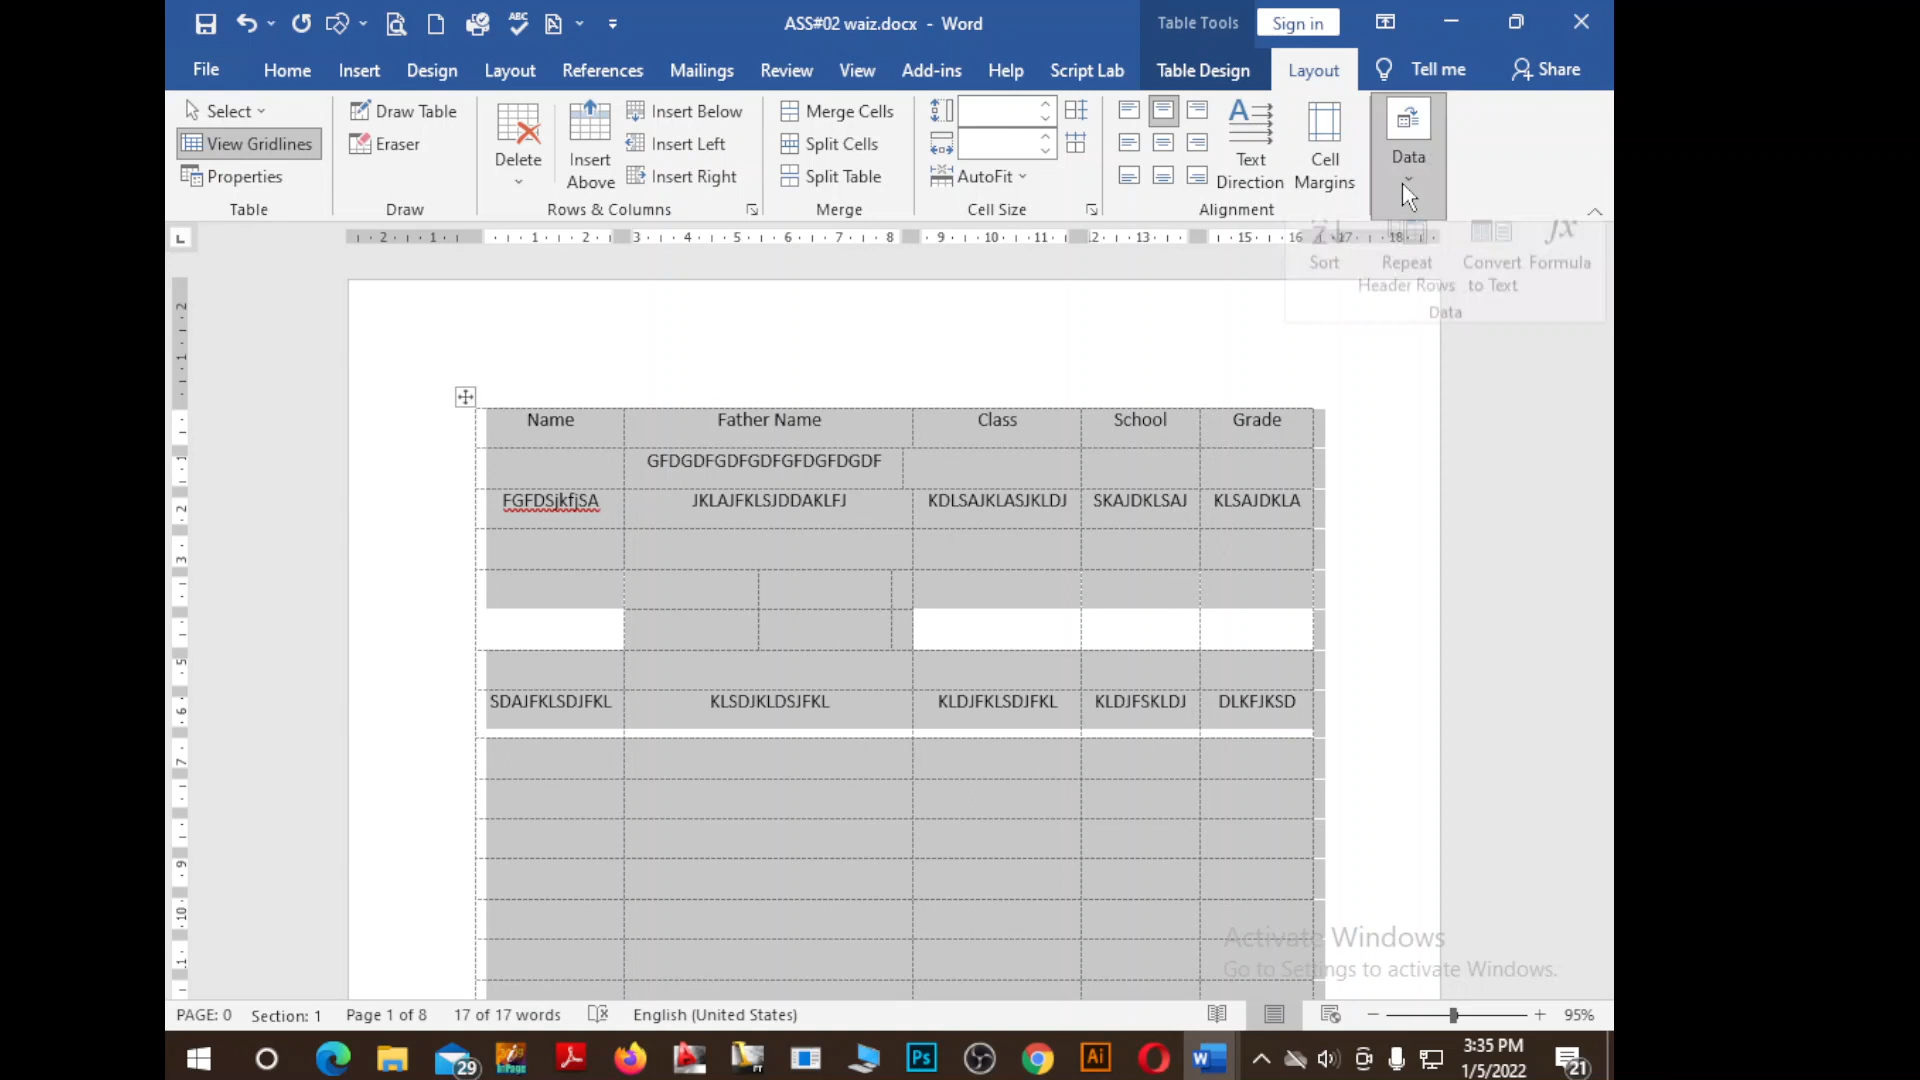 ASS#02 waiz.docx - Word
Table Tools
Sign in
File Home Insert Design Layout References Mailings Review View Add-ins Help Script Lab Table Design Layout Tell me Share
Select
View Gridlines
Properties
Table
Draw Table
Eraser
Draw
Delete
Insert Above
Insert Below
Insert Left
Insert Right
Rows & Columns
Merge Cells
Split Cells
Split Table
Merge
AutoFit
Cell Size
Text Direction
Cell Margins
Alignment
Data
Sort
Repeat Header Rows
Convert to Text
Formula
Data
Name Father Name Class School Grade
GFDGDFGDFGDFGFDGFDGDF
FGFDSjkfjSA JKLAJFKLSJDDAKLFJ KDLSAJKLASJKLDJ SKAJDKLSAJ KLSAJDKLA
SDAJFKLSDJFKL KLSDJKLDSJFKL KLDJFKLSDJFKL KLDJFSKLDJ DLKFJKSD
Activate Windows
Go to Settings to activate Windows.
PAGE: 0 Section: 1 Page 1 of 8 17 of 17 words English (United States) 95%
29
Ps
Ai
3:35 PM
1/5/2022
21